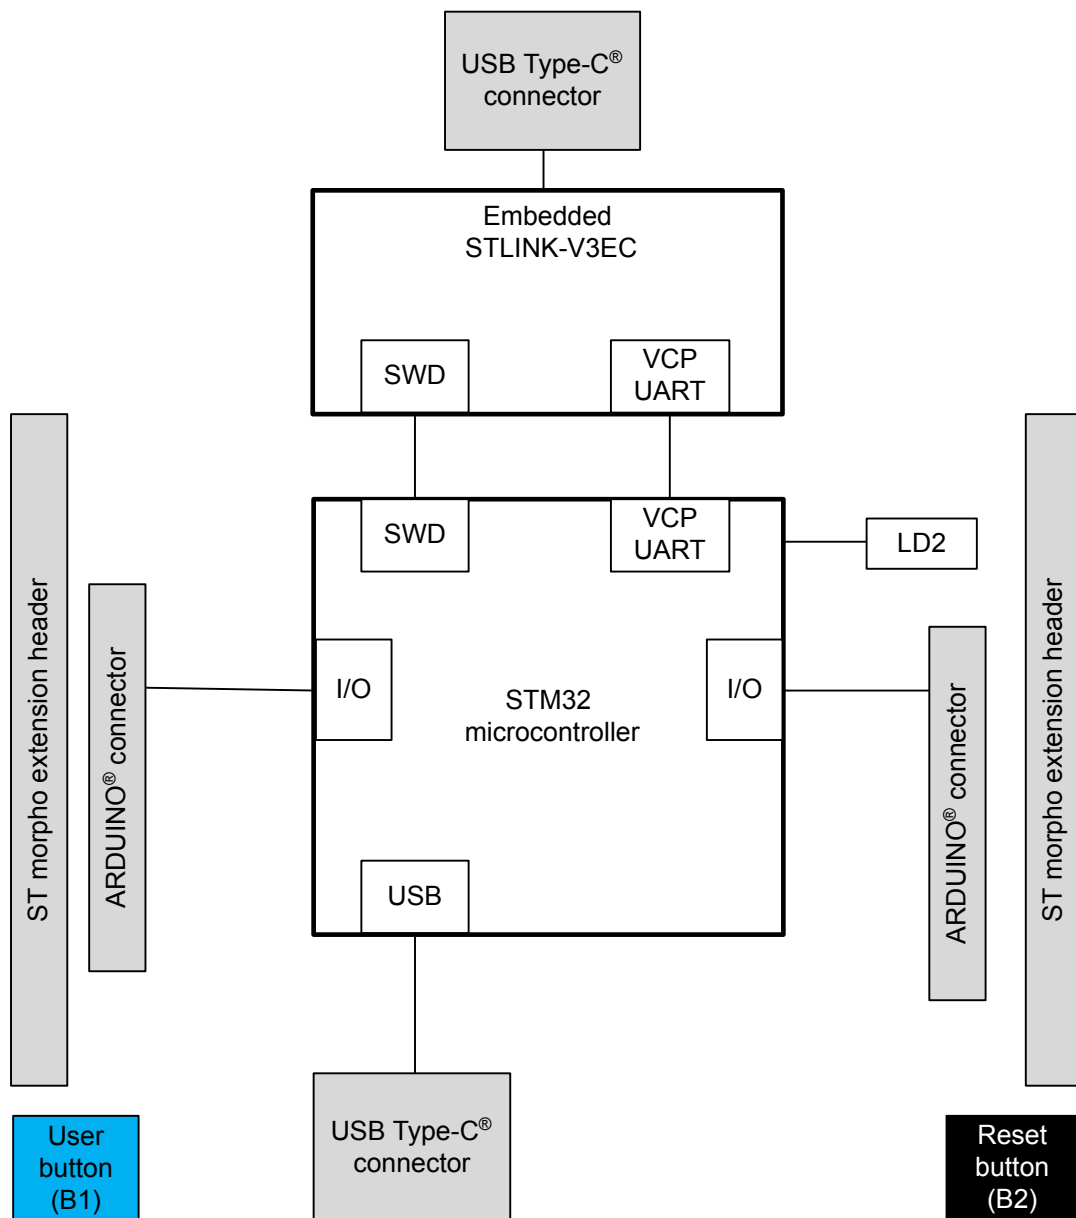 USB Type-C®
connector
Embedded
STLINK-V3EC
SWD
VCP
UART
SWD
VCP
UART
LD2
ST morpho extension header
ARDUINO® connector
I/O
STM32
microcontroller
I/O
ARDUINO® connector
ST morpho extension header
USB
User
button
(B1)
USB Type-C®
connector
Reset
button
(B2)